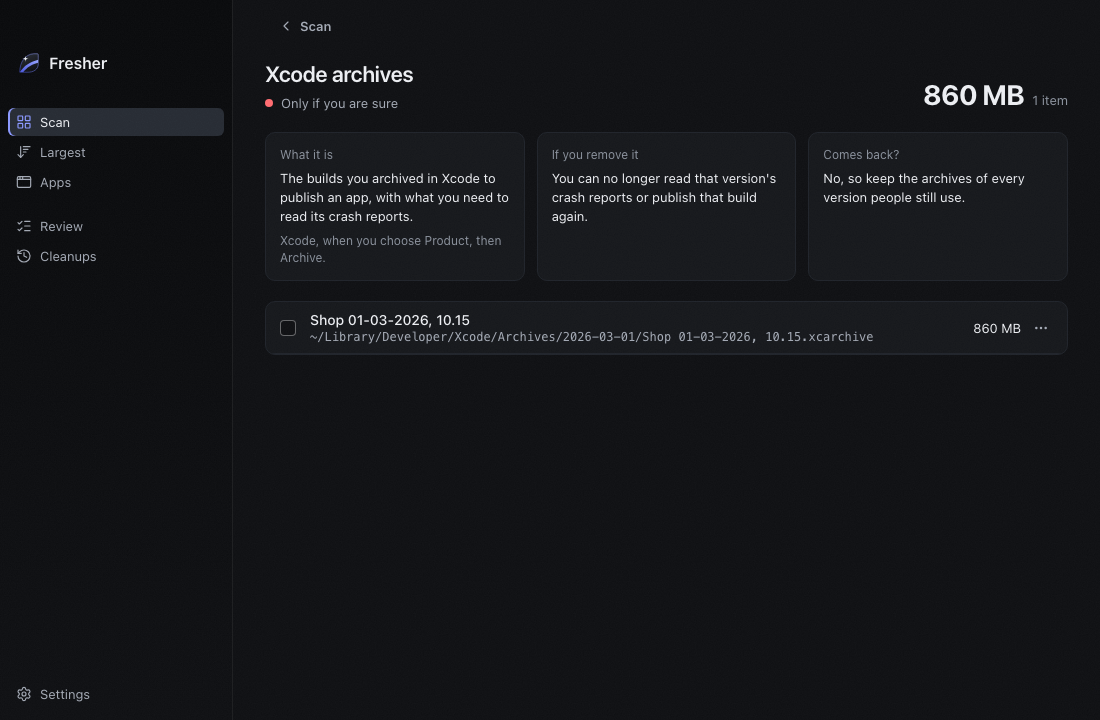 Fresher
Scan
Largest
Apps
Review
Cleanups
Settings
Scan
Xcode archives
Only if you are sure
860 MB 1 item
What it is
The builds you archived in Xcode to
publish an app, with what you need to
read its crash reports.
Xcode, when you choose Product, then
Archive.
If you remove it
You can no longer read that version's
crash reports or publish that build
again.
Comes back?
No, so keep the archives of every
version people still use.
Shop 01-03-2026, 10.15
~/Library/Developer/Xcode/Archives/2026-03-01/Shop 01-03-2026, 10.15.xcarchive
860 MB